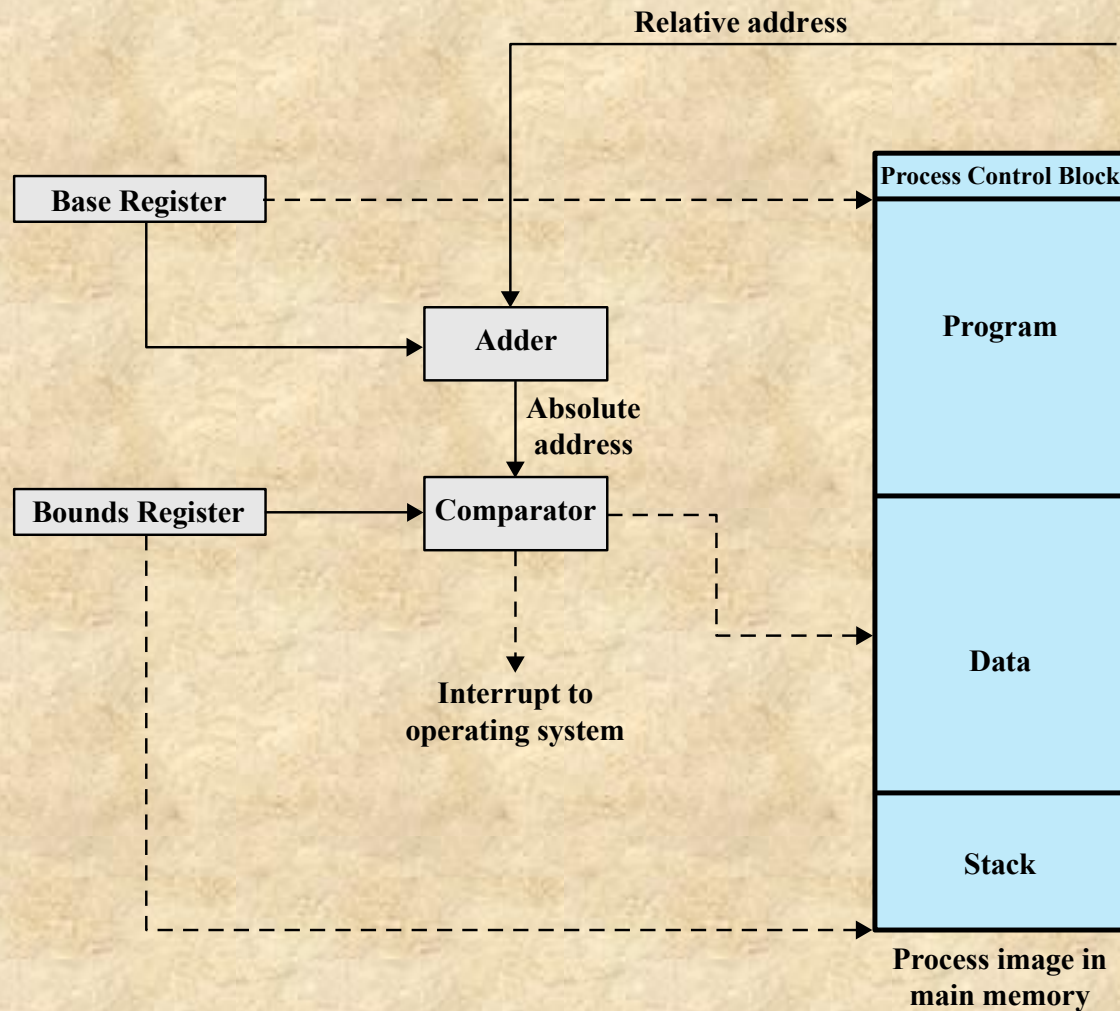 Relative address
Process Control Block
Base Register
Program
Adder
Absolute
address
Bounds Register
Comparator
Data
Interrupt to
operating system
Stack
Process image in
main memory